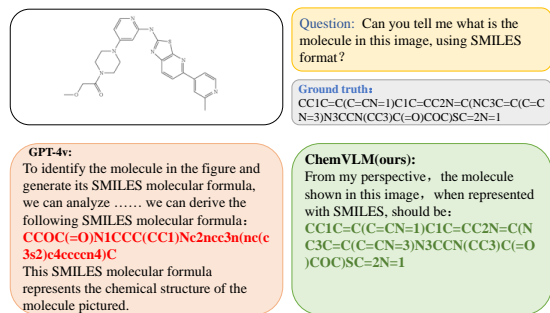 Question: Can you tell me what is the
molecule in this image, using SMILES
format?
Ground truth:
CC1C=C(C=CN=1)C1C=CC2N=C(NC3C=C(C=C
N=3)N3CCN(CC3)C(=O)COC)SC=2N=1
GPT-4v:
To identify the molecule in the figure and
generate its SMILES molecular formula,
we can analyze …… we can derive the
following SMILES molecular formula:
CCOC(=O)N1CCC(CC1)Nc2ncc3n(nc(c
3s2)c4ccccn4)C
This SMILES molecular formula
represents the chemical structure of the
molecule pictured.
ChemVLM(ours):
From my perspective, the molecule
shown in this image, when represented
with SMILES, should be:
CC1C=C(C=CN=1)C1C=CC2N=C(N
C3C=C(C=CN=3)N3CCN(CC3)C(=O
)COC)SC=2N=1